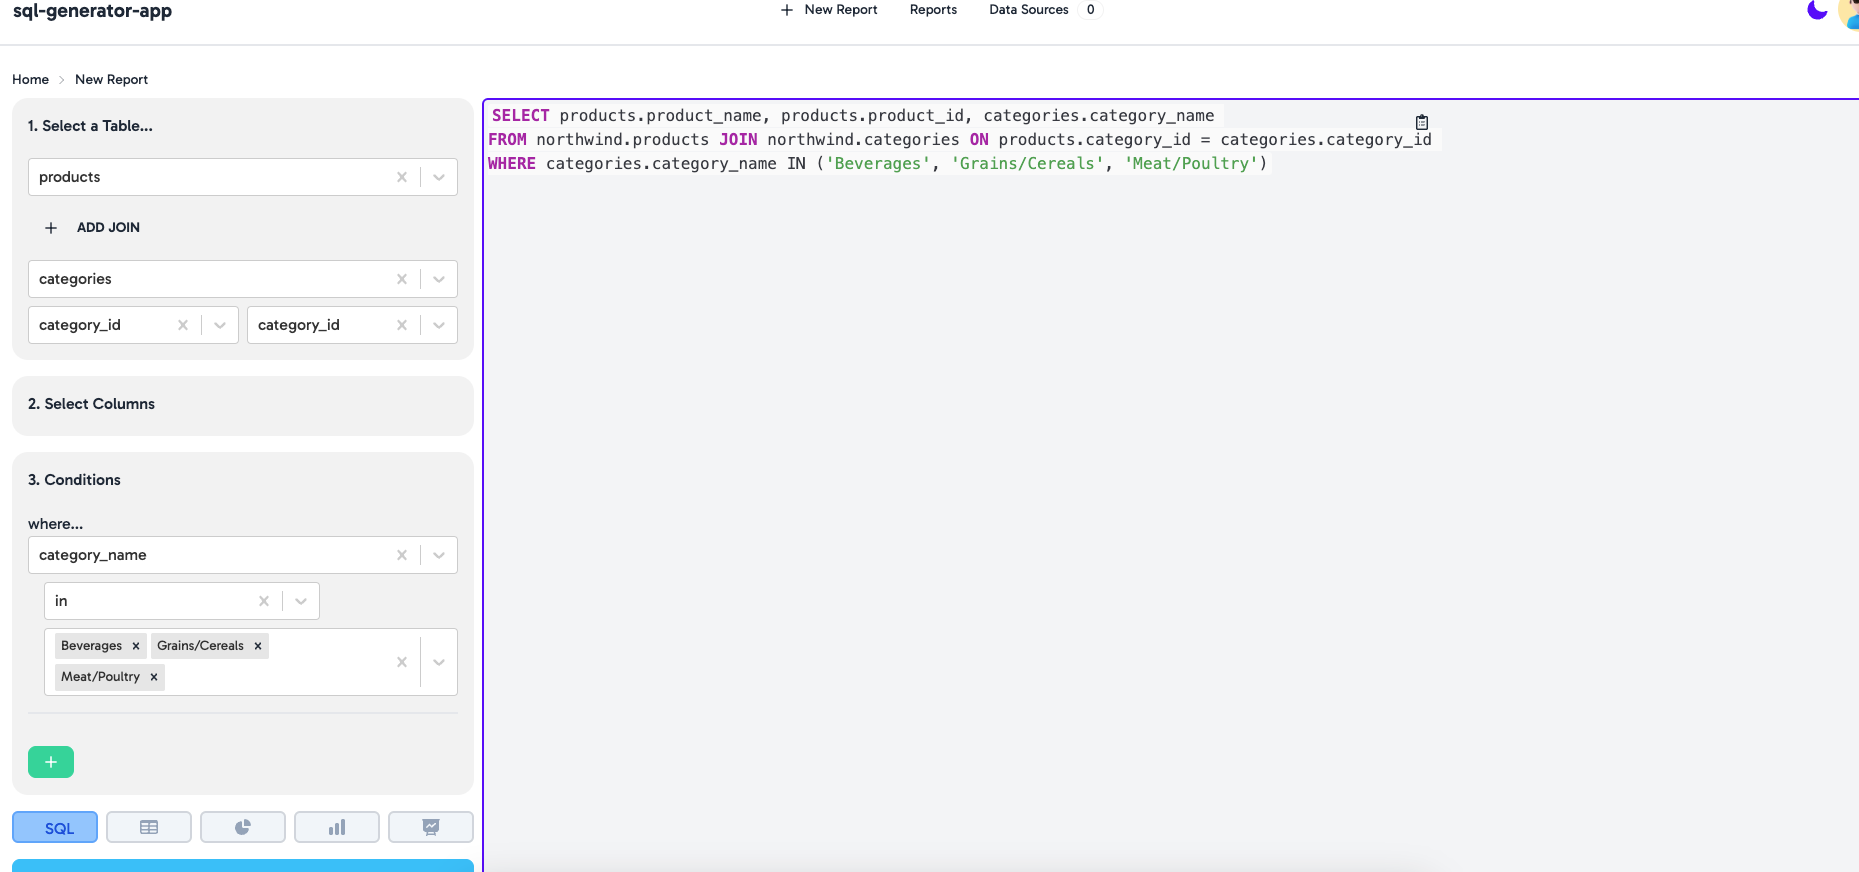 sql-generator-app
New Report
Reports
Data Sources 0
Home > New Report
1. Select a Table...
products
+ ADD JOIN
categories
category_id
category_id
2. Select Columns
3. Conditions
where...
category_name
in
Beverages × Grains/Cereals ×
Meat/Poultry ×
+
SQL
SELECT products.product_name, products.product_id, categories.category_name
FROM northwind.products JOIN northwind.categories ON products.category_id = categories.category_id
WHERE categories.category_name IN ('Beverages', 'Grains/Cereals', 'Meat/Poultry')